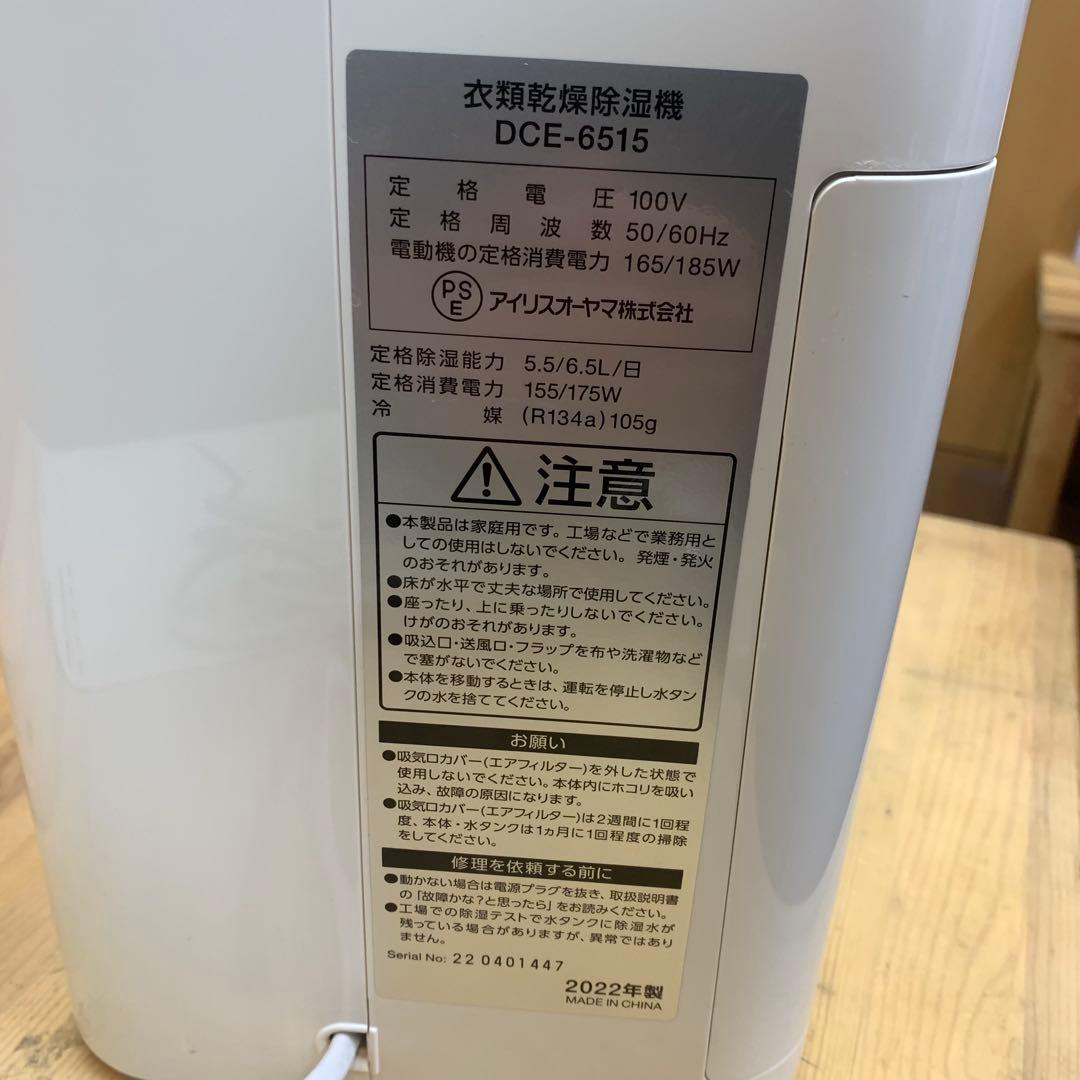 衣類乾燥除湿機
DCE-6515
定格電圧 100V
定格周波数 50/60Hz
電動機の定格消費電力 165/185W
PSE アイリスオーヤマ株式会社
定格除湿能力 5.5/6.5L/日
定格消費電力 155/175W
冷媒 (R134a)105g
注意
●本製品は家庭用です。工場などで業務用と
しての使用はしないでください。発煙・発火
のおそれがあります。
●床が水平で丈夫な場所で使用してください。
●座ったり、上に乗ったりしないでください。
けがのおそれがあります。
●吸込口・送風口・フラップを布や洗濯物など
で塞がないでください。
●本体を移動するときは、運転を停止し水タン
クの水を捨ててください。
お願い
●吸気口カバー(エアフィルター)を外した状態で
使用しないでください。本体内にホコリを吸い
込み、故障の原因になります。
●吸気口カバー(エアフィルター)は2週間に1回程
度、本体・水タンクは1ヵ月に1回程度の掃除
をしてください。
修理を依頼する前に
●動かない場合は電源プラグを抜き、取扱説明書
の「故障かな?と思ったら」をお読みください。
●工場での除湿テストで水タンクに除湿水が
残っている場合がありますが、異常ではあり
ません。
Serial No: 22 0401447
2022年製
MADE IN CHINA